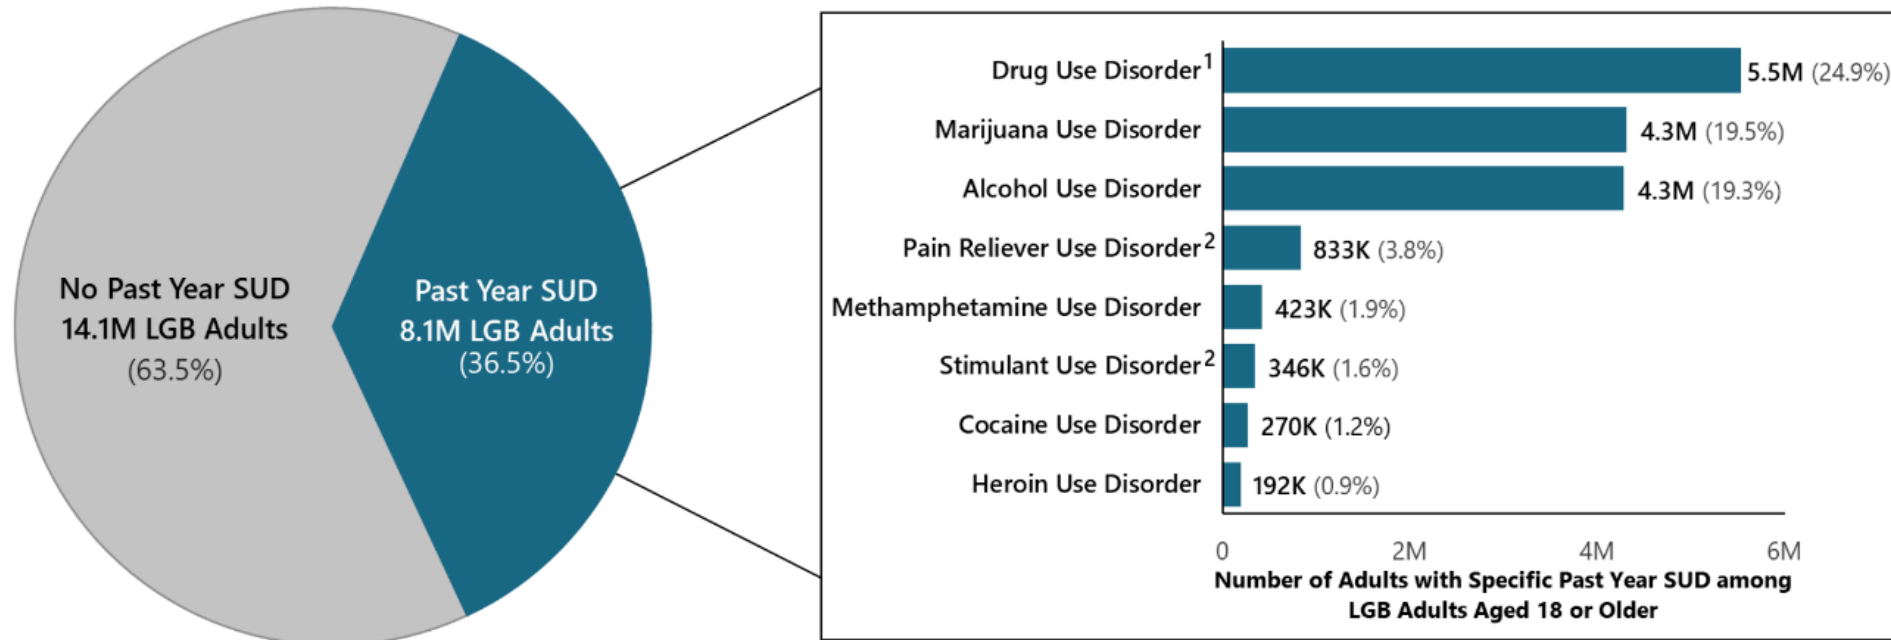 No Past Year SUD
14.1M LGB Adults
(63.5%)
Past Year SUD
8.1M LGB Adults
(36.5%)
Drug Use Disorder¹ 5.5M (24.9%)
Marijuana Use Disorder 4.3M (19.5%)
Alcohol Use Disorder 4.3M (19.3%)
Pain Reliever Use Disorder² 833K (3.8%)
Methamphetamine Use Disorder 423K (1.9%)
Stimulant Use Disorder² 346K (1.6%)
Cocaine Use Disorder 270K (1.2%)
Heroin Use Disorder 192K (0.9%)
0 2M 4M 6M
Number of Adults with Specific Past Year SUD among
LGB Adults Aged 18 or Older